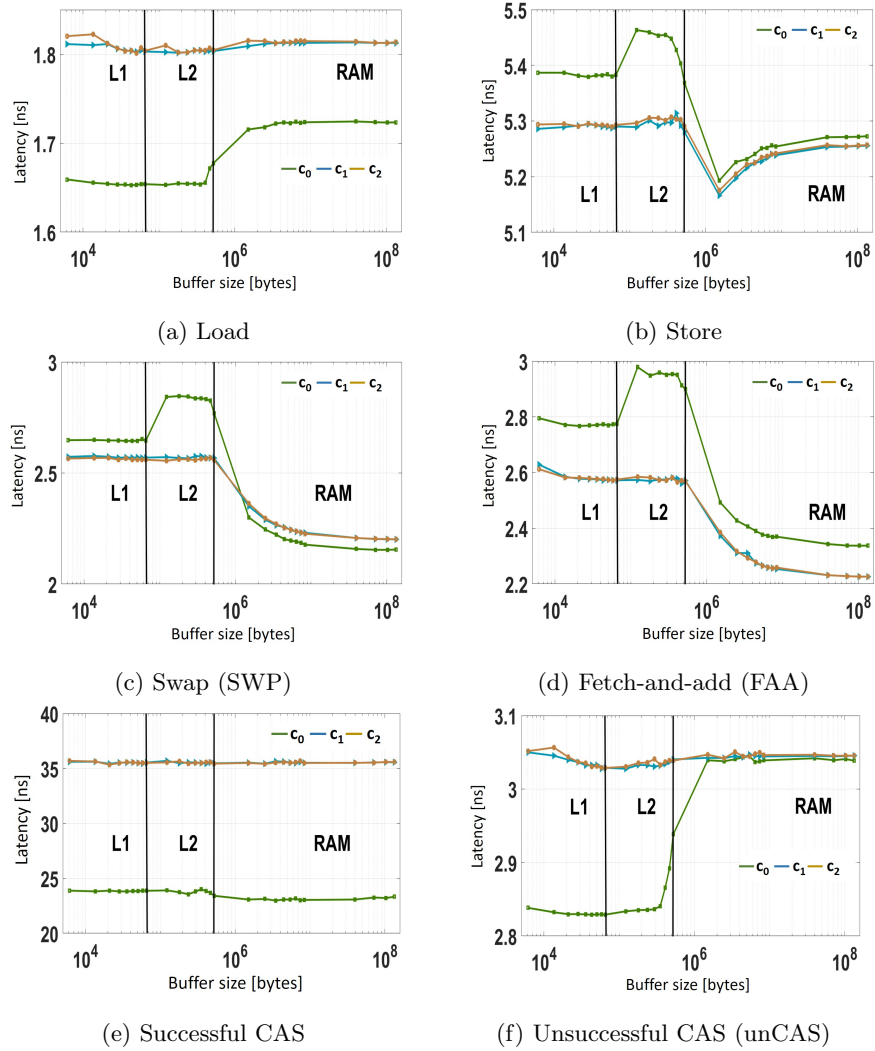 Latency [ns]
1.8
1.7
1.6
L1 L2 RAM
c0 c1 c2
10^4 10^6 10^8
Buffer size [bytes]
(a) Load
Latency [ns]
5.5
5.4
5.3
5.2
5.1
c0 c1 c2
L1 L2 RAM
10^4 10^6 10^8
Buffer size [bytes]
(b) Store
Latency [ns]
3
2.5
2
c0 c1 c2
L1 L2 RAM
10^4 10^6 10^8
Buffer size [bytes]
(c) Swap (SWP)
Latency [ns]
3
2.8
2.6
2.4
2.2
c0 c1 c2
L1 L2 RAM
10^4 10^6 10^8
Buffer size [bytes]
(d) Fetch-and-add (FAA)
Latency [ns]
40
35
30
25
23
20
c0 c1 c2
L1 L2 RAM
10^4 10^6 10^8
Buffer size [bytes]
(e) Successful CAS
Latency [ns]
3.1
3
2.9
2.8
L1 L2 RAM
c0 c1 c2
10^4 10^6 10^8
Buffer size [bytes]
(f) Unsuccessful CAS (unCAS)